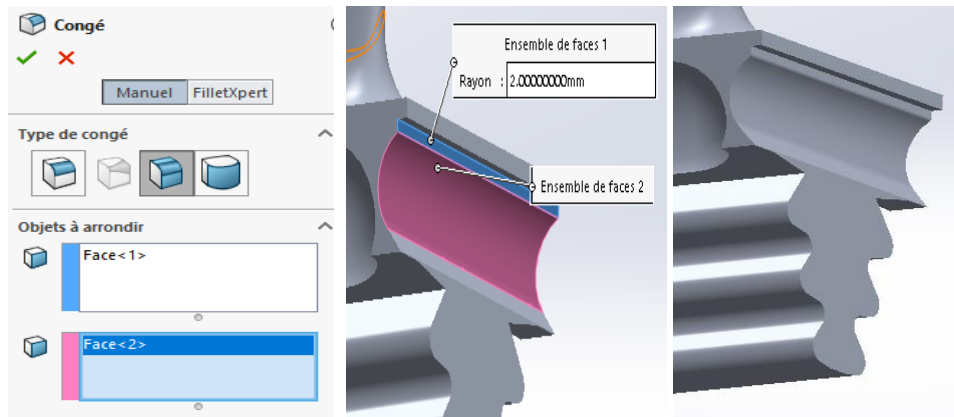 Congé
Manuel FilletXpert
Type de congé
Objets à arrondir
Face<1>
Face<2>
Ensemble de faces 1
Rayon : 2.00000000mm
Ensemble de faces 2